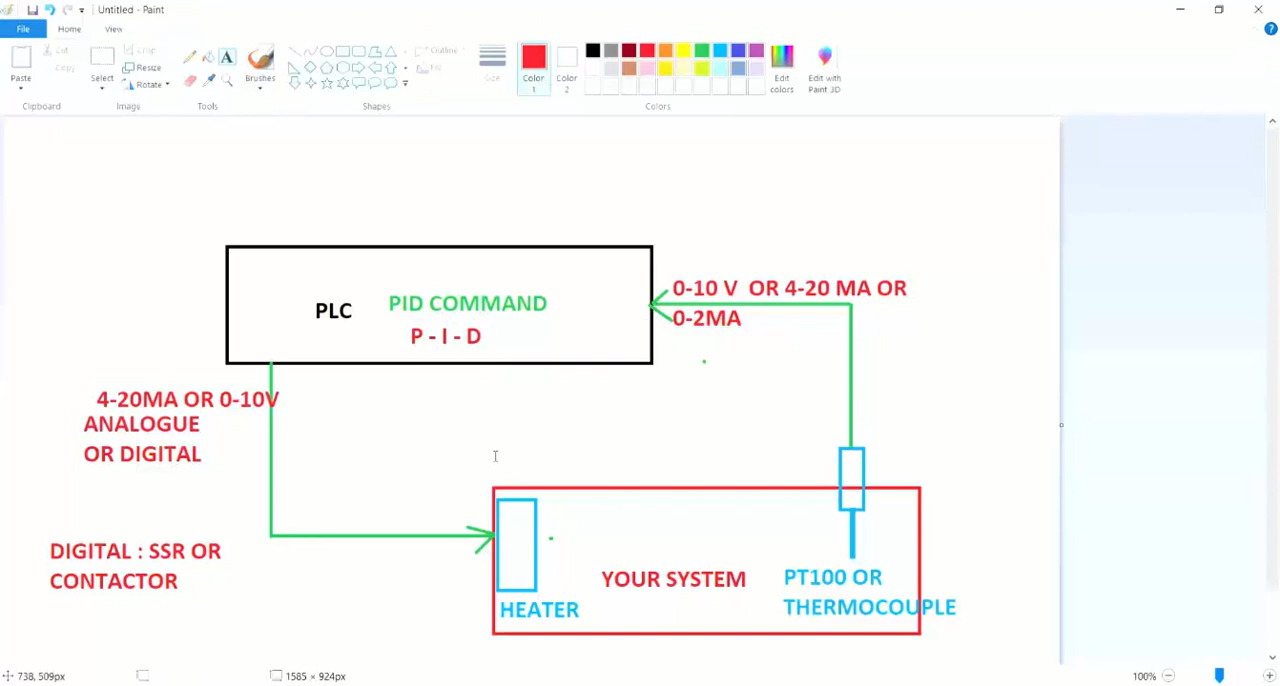 Untitled - Paint
File
Home
View
Paste
Cut
Copy
Clipboard
Select
Crop
Resize
Rotate
Image
A
Tools
Brushes
Outline
Fill
Shapes
Size
Color
1
Color
2
Edit
colors
Edit with
Paint 3D
Colors
PLC
PID COMMAND
P - I - D
0-10 V OR 4-20 MA OR
0-2MA
4-20MA OR 0-10V
ANALOGUE
OR DIGITAL
DIGITAL : SSR OR
CONTACTOR
HEATER
YOUR SYSTEM
PT100 OR
THERMOCOUPLE
738, 509px
1585 × 924px
100%